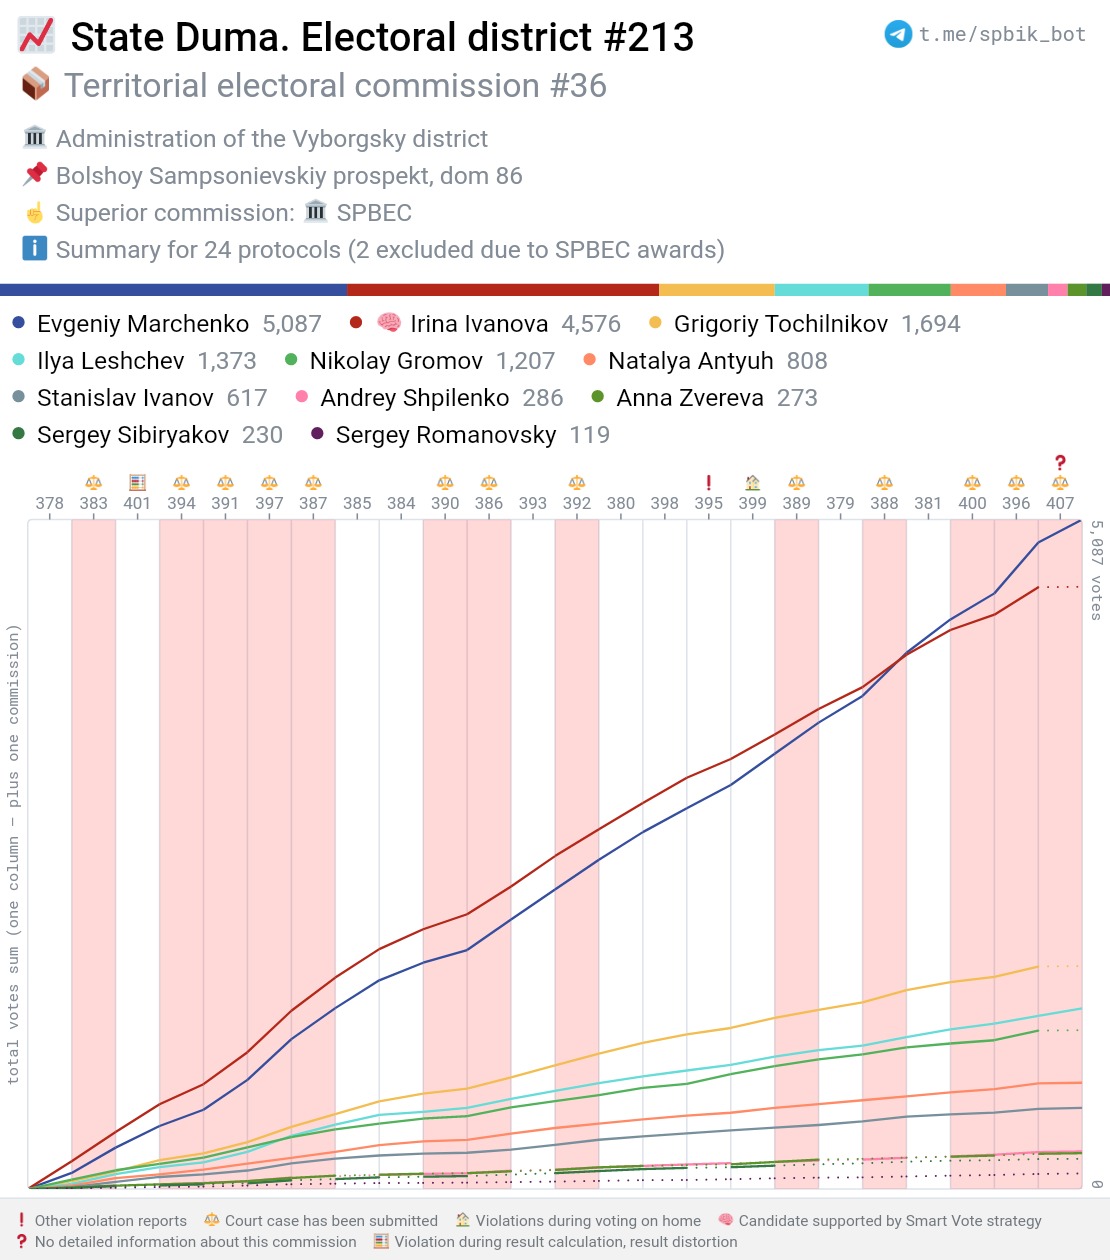 State Duma. Electoral district #213
t.me/spbik_bot
Territorial electoral commission #36
Administration of the Vyborgsky district
Bolshoy Sampsonievskiy prospekt, dom 86
Superior commission: SPBEC
Summary for 24 protocols (2 excluded due to SPBEC awards)
Evgeniy Marchenko 5,087 Irina Ivanova 4,576 Grigoriy Tochilnikov 1,694
Ilya Leshchev 1,373 Nikolay Gromov 1,207 Natalya Antyuh 808
Stanislav Ivanov 617 Andrey Shpilenko 286 Anna Zvereva 273
Sergey Sibiryakov 230 Sergey Romanovsky 119
378 383 401 394 391 397 387 385 384 390 386 393 392 380 398 395 399 389 379 388 381 400 396 407
5,087 votes
total votes sum (one column — plus one commission)
0
Other violation reports Court case has been submitted Violations during voting on home Candidate supported by Smart Vote strategy
No detailed information about this commission Violation during result calculation, result distortion